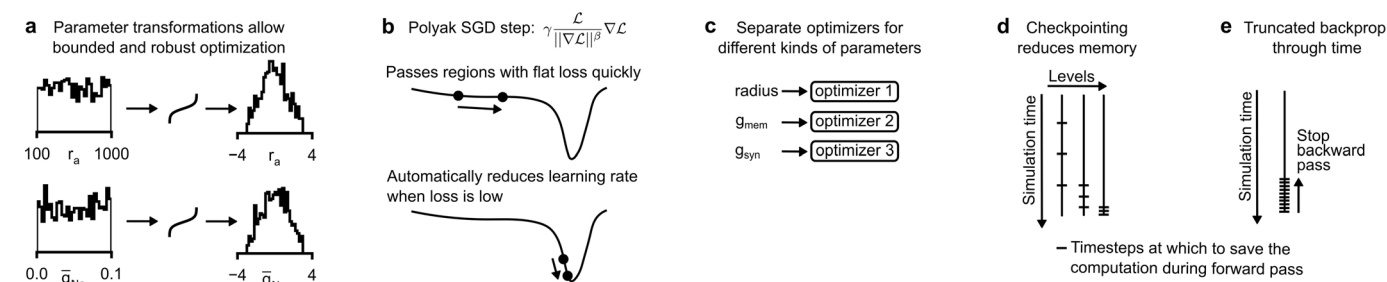 a Parameter transformations allow
bounded and robust optimization
100 rₐ 1000
−4 rₐ 4
0.0 0.1
−4 4
b Polyak SGD step: γ ℒ / ||∇ℒ||^β ∇ℒ
Passes regions with flat loss quickly
Automatically reduces learning rate
when loss is low
c Separate optimizers for
different kinds of parameters
radius optimizer 1
g_mem optimizer 2
g_syn optimizer 3
d Checkpointing
reduces memory
Levels
Simulation time
e Truncated backprop
through time
Simulation time
Stop
backward
pass
Timesteps at which to save the
computation during forward pass